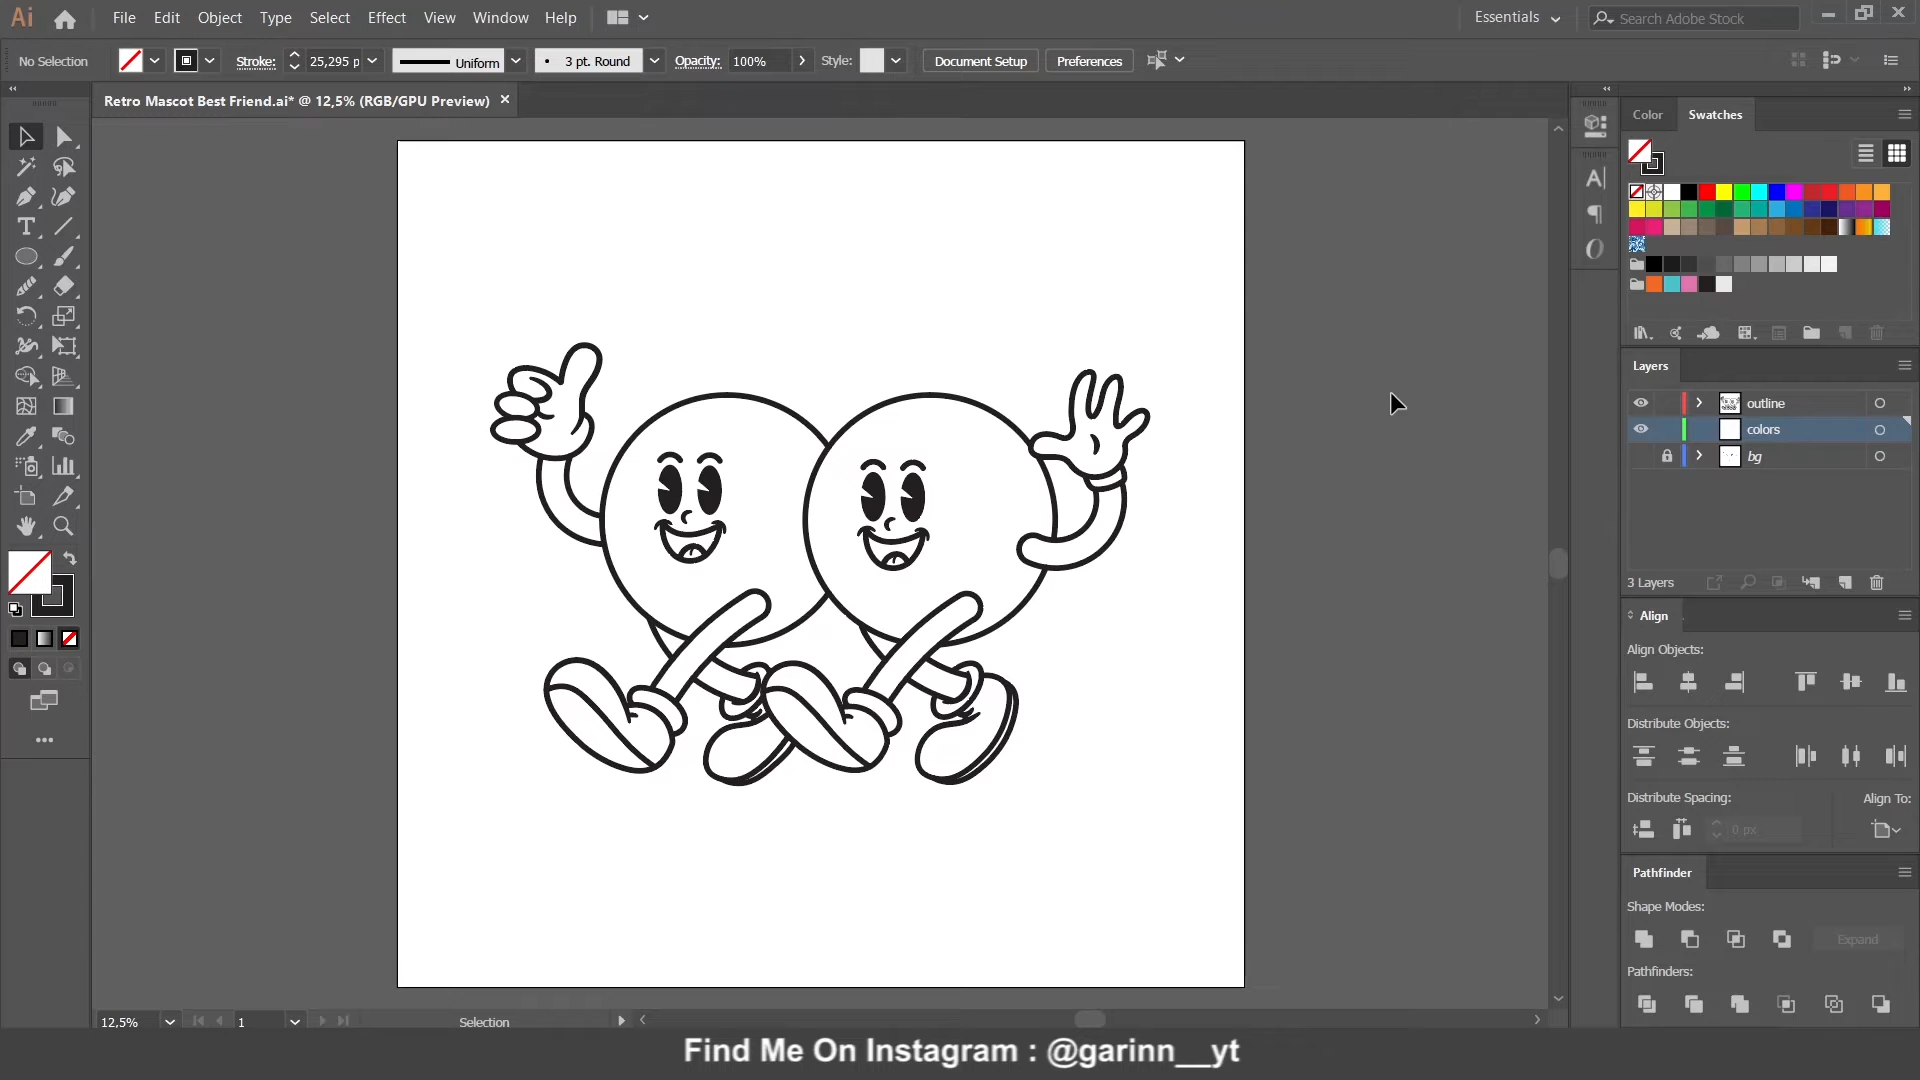 Ai File Edit Object Type Select Effect View Window Help Essentials Search Adobe Stock
No Selection Stroke: 25,295 p Uniform 3 pt. Round Opacity: 100% Style: Document Setup Preferences
Retro Mascot Best Friend.ai* @ 12,5% (RGB/GPU Preview)
Color Swatches
Layers
outline
colors
bg
3 Layers
Align
Align Objects:
Distribute Objects:
Distribute Spacing: Align To:
0 px
Pathfinder
Shape Modes:
Expand
Pathfinders:
12,5% 1 Selection
Find Me On Instagram : @garinn__yt